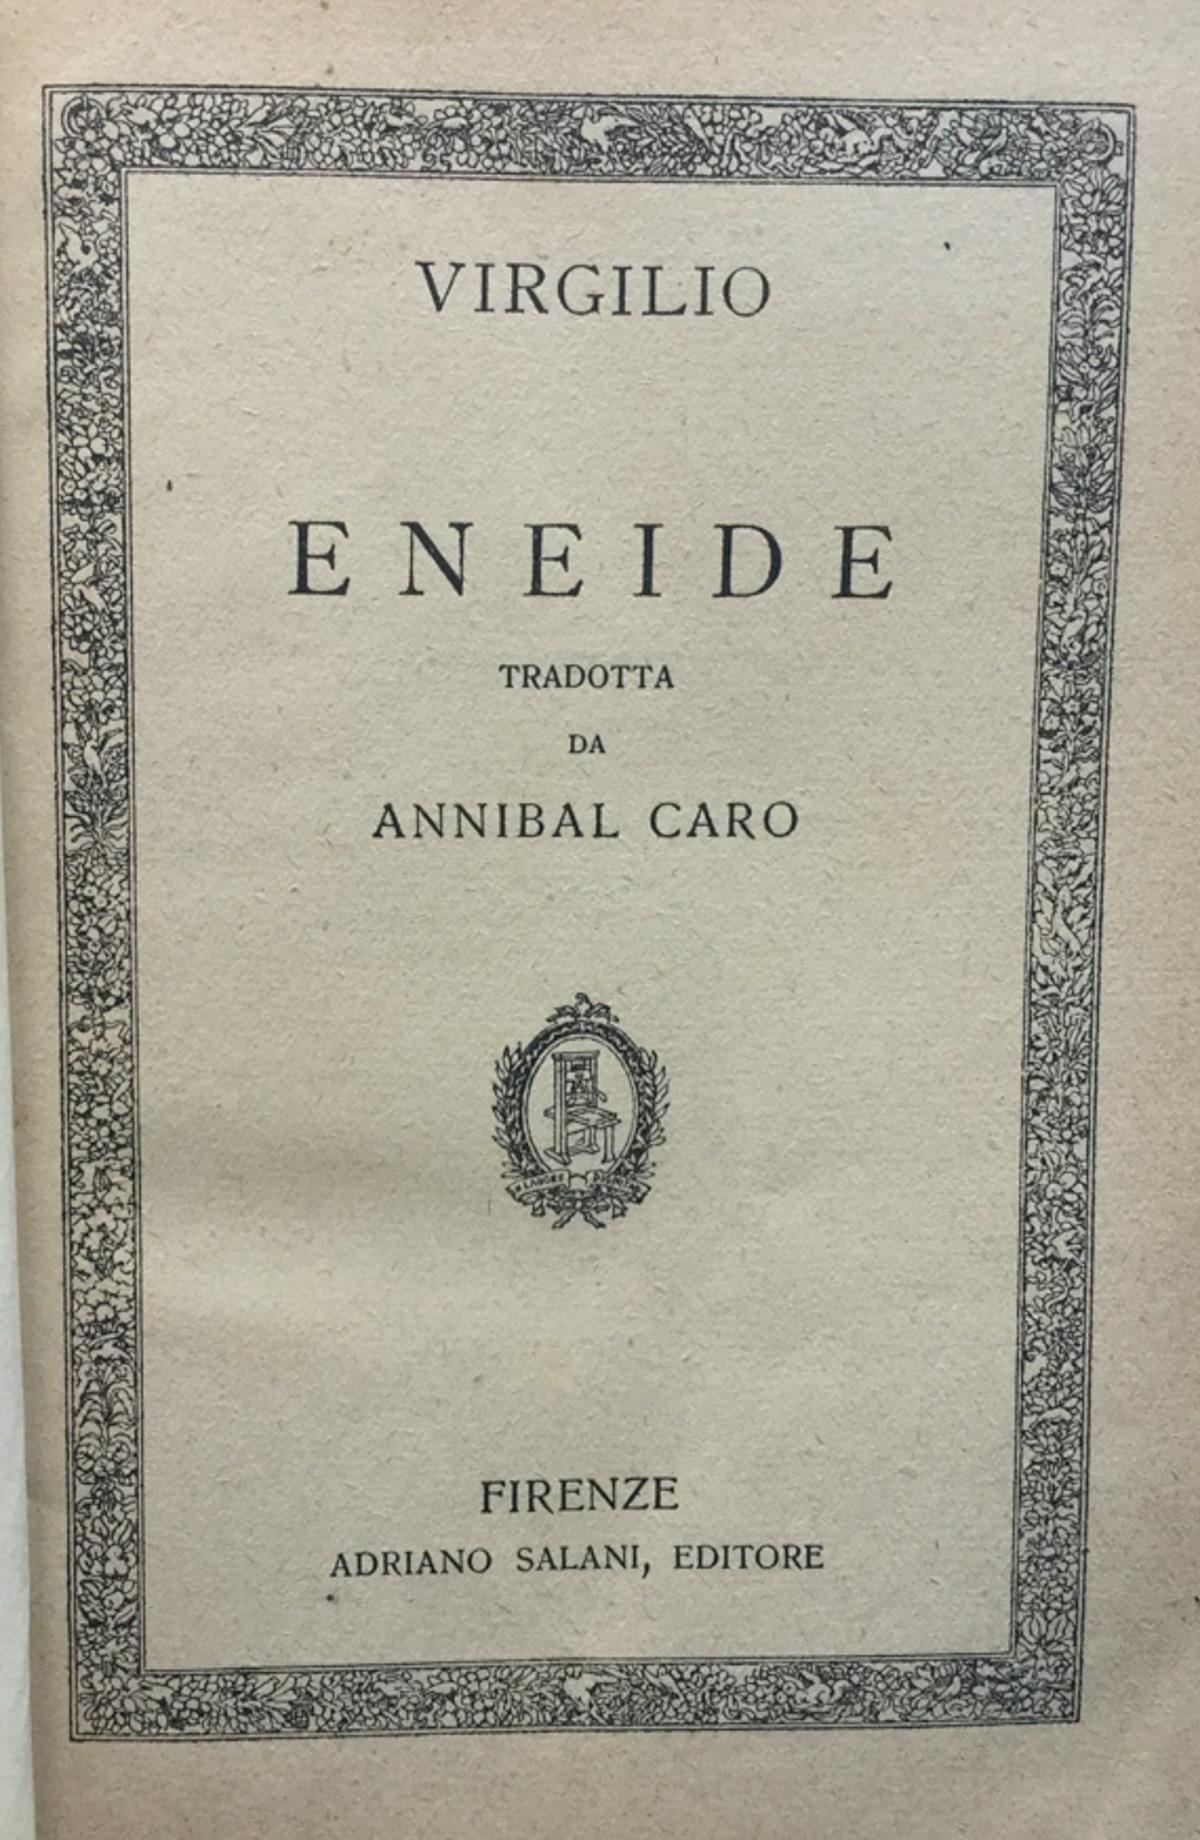 VIRGILIO
ENEIDE
TRADOTTA
DA
ANNIBAL CARO
FIRENZE
ADRIANO SALANI, EDITORE